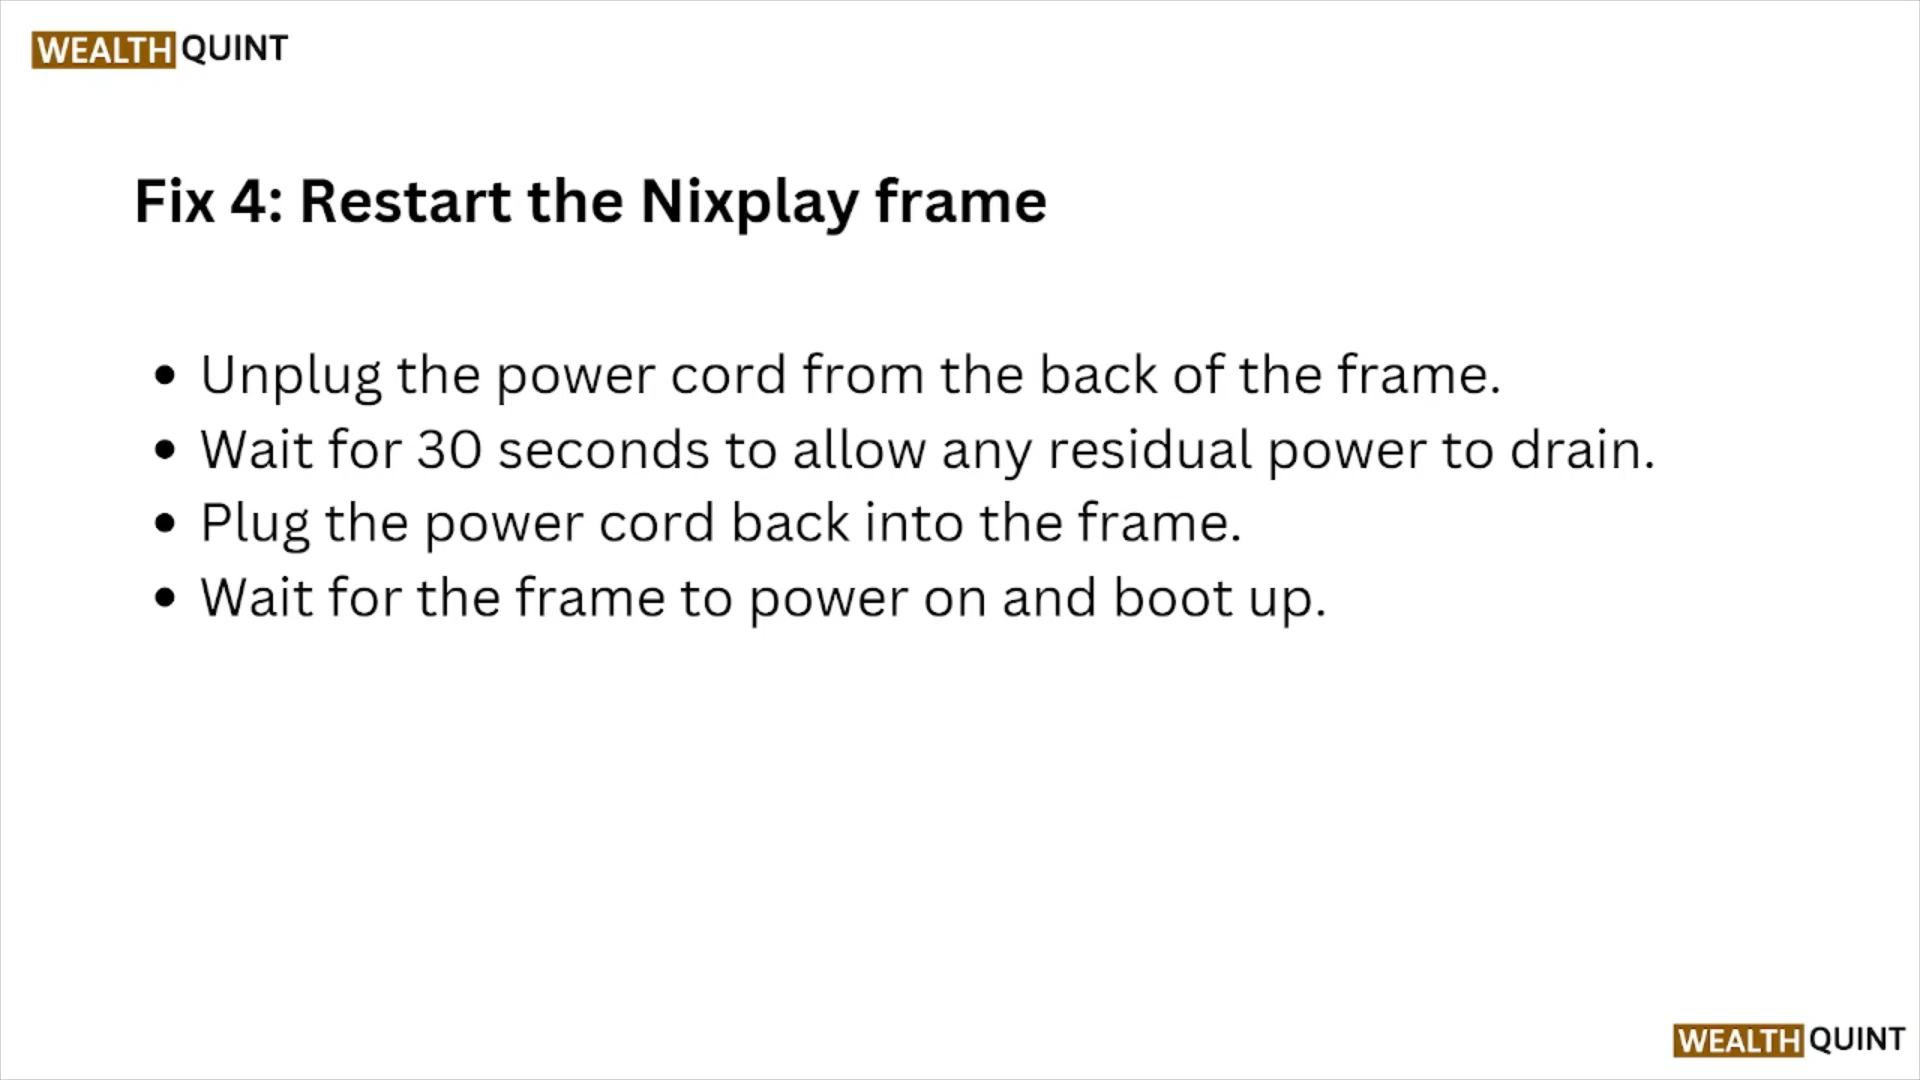 WEALTH QUINT
Fix 4: Restart the Nixplay frame
• Unplug the power cord from the back of the frame.
• Wait for 30 seconds to allow any residual power to drain.
• Plug the power cord back into the frame.
• Wait for the frame to power on and boot up.
WEALTH QUINT